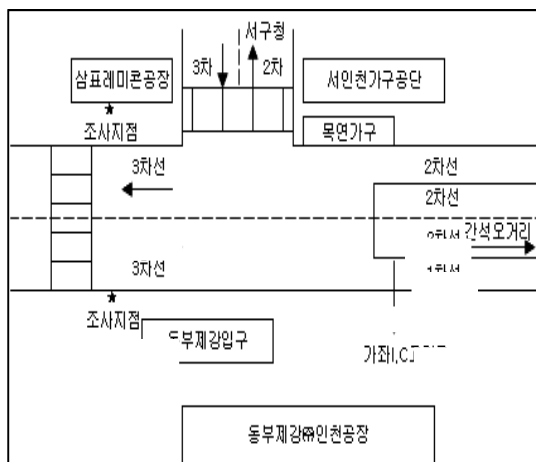 서구청
3차 2차
삼표레미콘공장
서인천가구공단
★
조사지점
목연가구
3차선
2차선
2차선
간석오거리
3차선
★
조사지점
부제강입구
가좌I.C
동부제강㈜인천공장